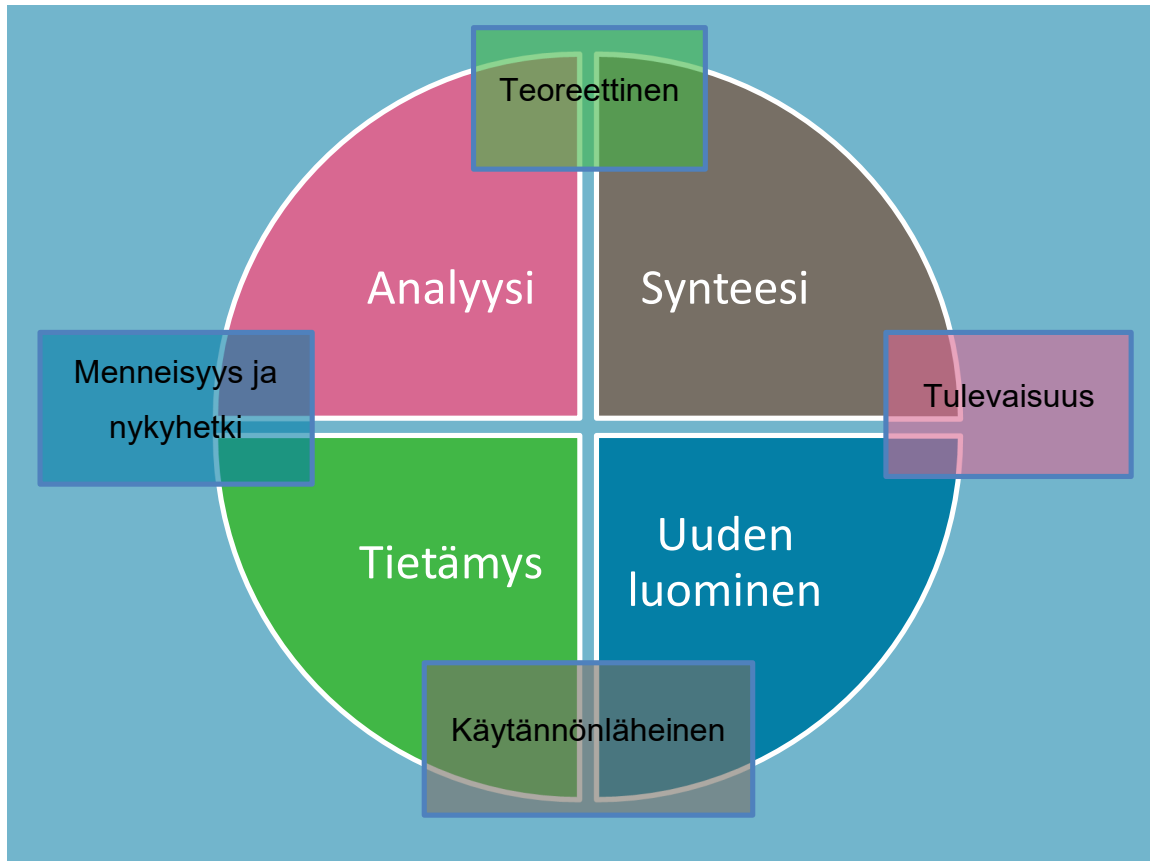 Teoreettinen
Analyysi
Synteesi
Menneisyys ja
nykyhetki
Tulevaisuus
Tietämys
Uuden
luominen
Käytännönläheinen